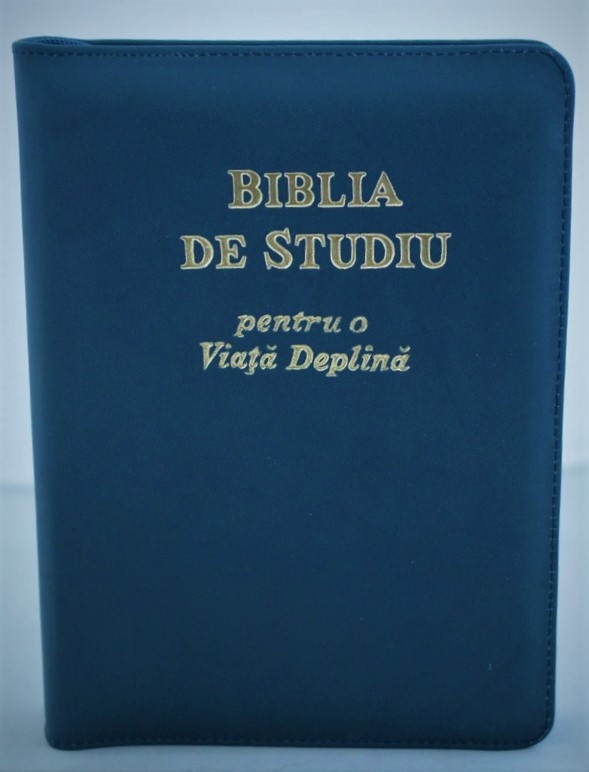 BIBLIA
DE STUDIU
pentru o
Viaţă Deplină